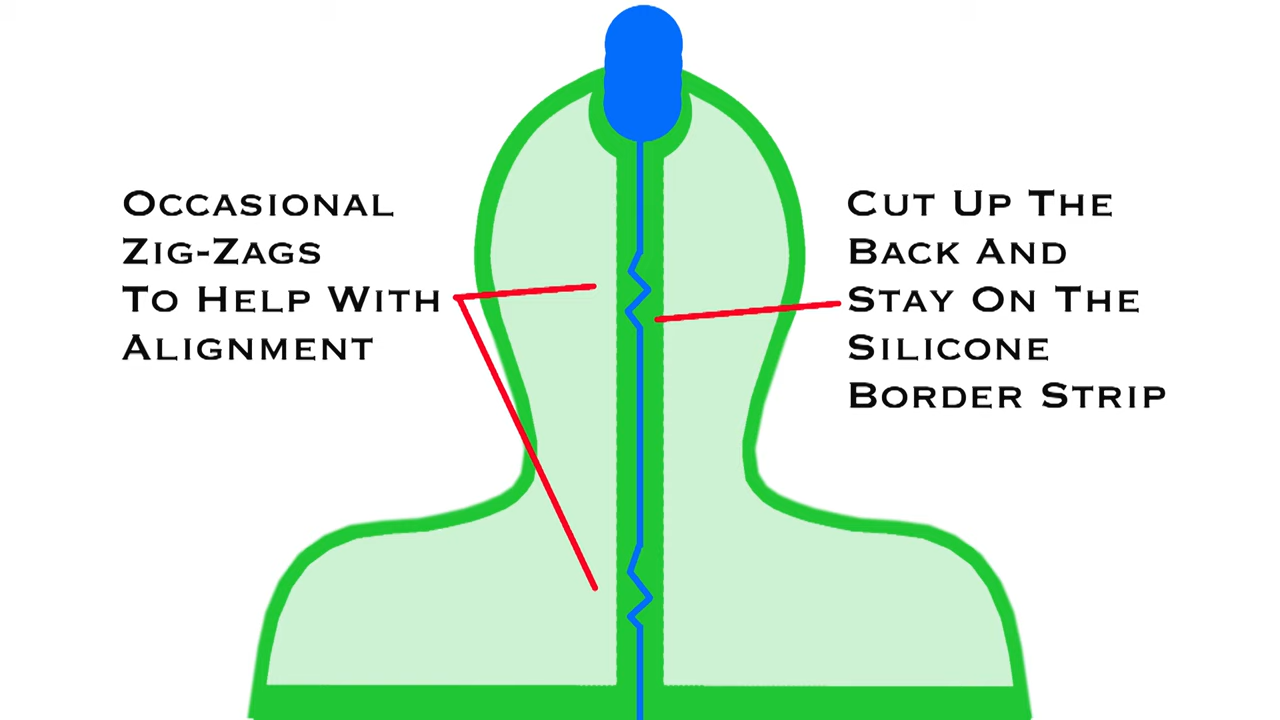 Occasional
Zig-Zags
To Help With
Alignment
Cut Up The
Back And
Stay On The
Silicone
Border Strip